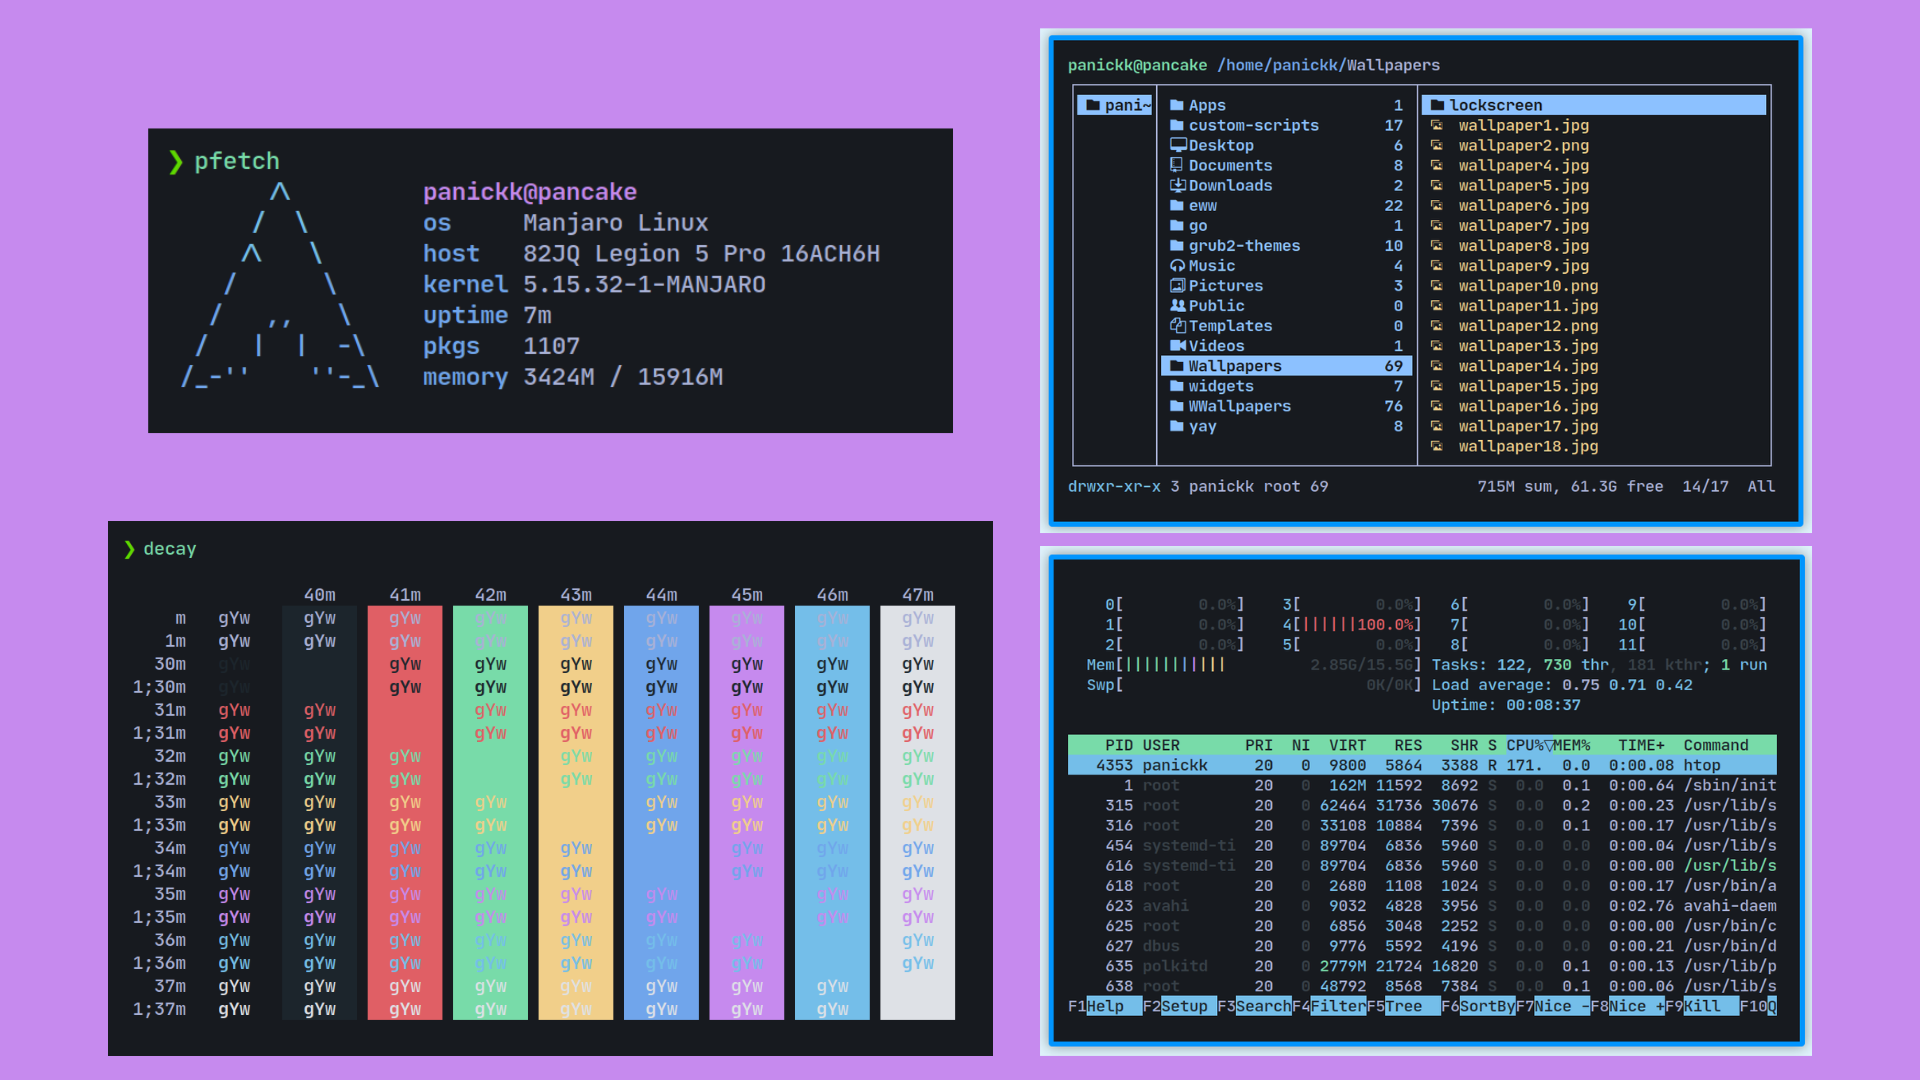 ❯ pfetch
panickk@pancake
os Manjaro Linux
host 82JQ Legion 5 Pro 16ACH6H
kernel 5.15.32-1-MANJARO
uptime 7m
pkgs 1107
memory 3424M / 15916M
panickk@pancake /home/panickk/Wallpapers
pani~ Apps 1 lockscreen
custom-scripts 17 wallpaper1.jpg
Desktop 6 wallpaper2.png
Documents 8 wallpaper4.jpg
Downloads 2 wallpaper5.jpg
eww 22 wallpaper6.jpg
go 1 wallpaper7.jpg
grub2-themes 10 wallpaper8.jpg
Music 4 wallpaper9.jpg
Pictures 3 wallpaper10.png
Public 0 wallpaper11.jpg
Templates 0 wallpaper12.png
Videos 1 wallpaper13.jpg
Wallpapers 69 wallpaper14.jpg
widgets 7 wallpaper15.jpg
WWallpapers 76 wallpaper16.jpg
yay 8 wallpaper17.jpg
wallpaper18.jpg
drwxr-xr-x 3 panickk root 69 715M sum, 61.3G free 14/17 All
❯ decay
40m 41m 42m 43m 44m 45m 46m 47m
m gYw gYw gYw gYw gYw gYw gYw gYw gYw
1m gYw gYw gYw gYw gYw gYw gYw gYw gYw
30m gYw gYw gYw gYw gYw gYw gYw gYw
1;30m gYw gYw gYw gYw gYw gYw gYw gYw
31m gYw gYw gYw gYw gYw gYw gYw gYw
1;31m gYw gYw gYw gYw gYw gYw gYw gYw
32m gYw gYw gYw gYw gYw gYw gYw gYw
1;32m gYw gYw gYw gYw gYw gYw gYw gYw
33m gYw gYw gYw gYw gYw gYw gYw gYw
1;33m gYw gYw gYw gYw gYw gYw gYw gYw
34m gYw gYw gYw gYw gYw gYw gYw gYw
1;34m gYw gYw gYw gYw gYw gYw gYw gYw
35m gYw gYw gYw gYw gYw gYw gYw gYw
1;35m gYw gYw gYw gYw gYw gYw gYw gYw
36m gYw gYw gYw gYw gYw gYw gYw gYw
1;36m gYw gYw gYw gYw gYw gYw gYw gYw
37m gYw gYw gYw gYw gYw gYw gYw gYw
1;37m gYw gYw gYw gYw gYw gYw gYw gYw
0[ 0.0%] 3[ 0.0%] 6[ 0.0%] 9[ 0.0%]
1[ 0.0%] 4[||||||100.0%] 7[ 0.0%] 10[ 0.0%]
2[ 0.0%] 5[ 0.0%] 8[ 0.0%] 11[ 0.0%]
Mem[||||||||||| 2.85G/15.5G] Tasks: 122, 730 thr, 181 kthr; 1 run
Swp[ 0K/0K] Load average: 0.75 0.71 0.42
Uptime: 00:08:37
PID USER PRI NI VIRT RES SHR S CPU%▽MEM% TIME+ Command
4353 panickk 20 0 9800 5864 3388 R 171. 0.0 0:00.08 htop
1 root 20 0 162M 11592 8692 S 0.0 0.1 0:00.64 /sbin/init
315 root 20 0 62464 31736 30676 S 0.0 0.2 0:00.23 /usr/lib/s
316 root 20 0 33108 10884 7396 S 0.0 0.1 0:00.17 /usr/lib/s
454 systemd-ti 20 0 89704 6836 5960 S 0.0 0.0 0:00.04 /usr/lib/s
616 systemd-ti 20 0 89704 6836 5960 S 0.0 0.0 0:00.00 /usr/lib/s
618 root 20 0 2680 1108 1024 S 0.0 0.0 0:00.17 /usr/bin/a
623 avahi 20 0 9032 4828 3956 S 0.0 0.0 0:02.76 avahi-daem
625 root 20 0 6856 3048 2252 S 0.0 0.0 0:00.00 /usr/bin/c
627 dbus 20 0 9776 5592 4196 S 0.0 0.0 0:00.21 /usr/bin/d
635 polkitd 20 0 2779M 21724 16820 S 0.0 0.1 0:00.13 /usr/lib/p
638 root 20 0 48792 8568 7384 S 0.0 0.1 0:00.06 /usr/lib/s
F1Help F2Setup F3SearchF4FilterF5Tree F6SortByF7Nice -F8Nice +F9Kill F10Q